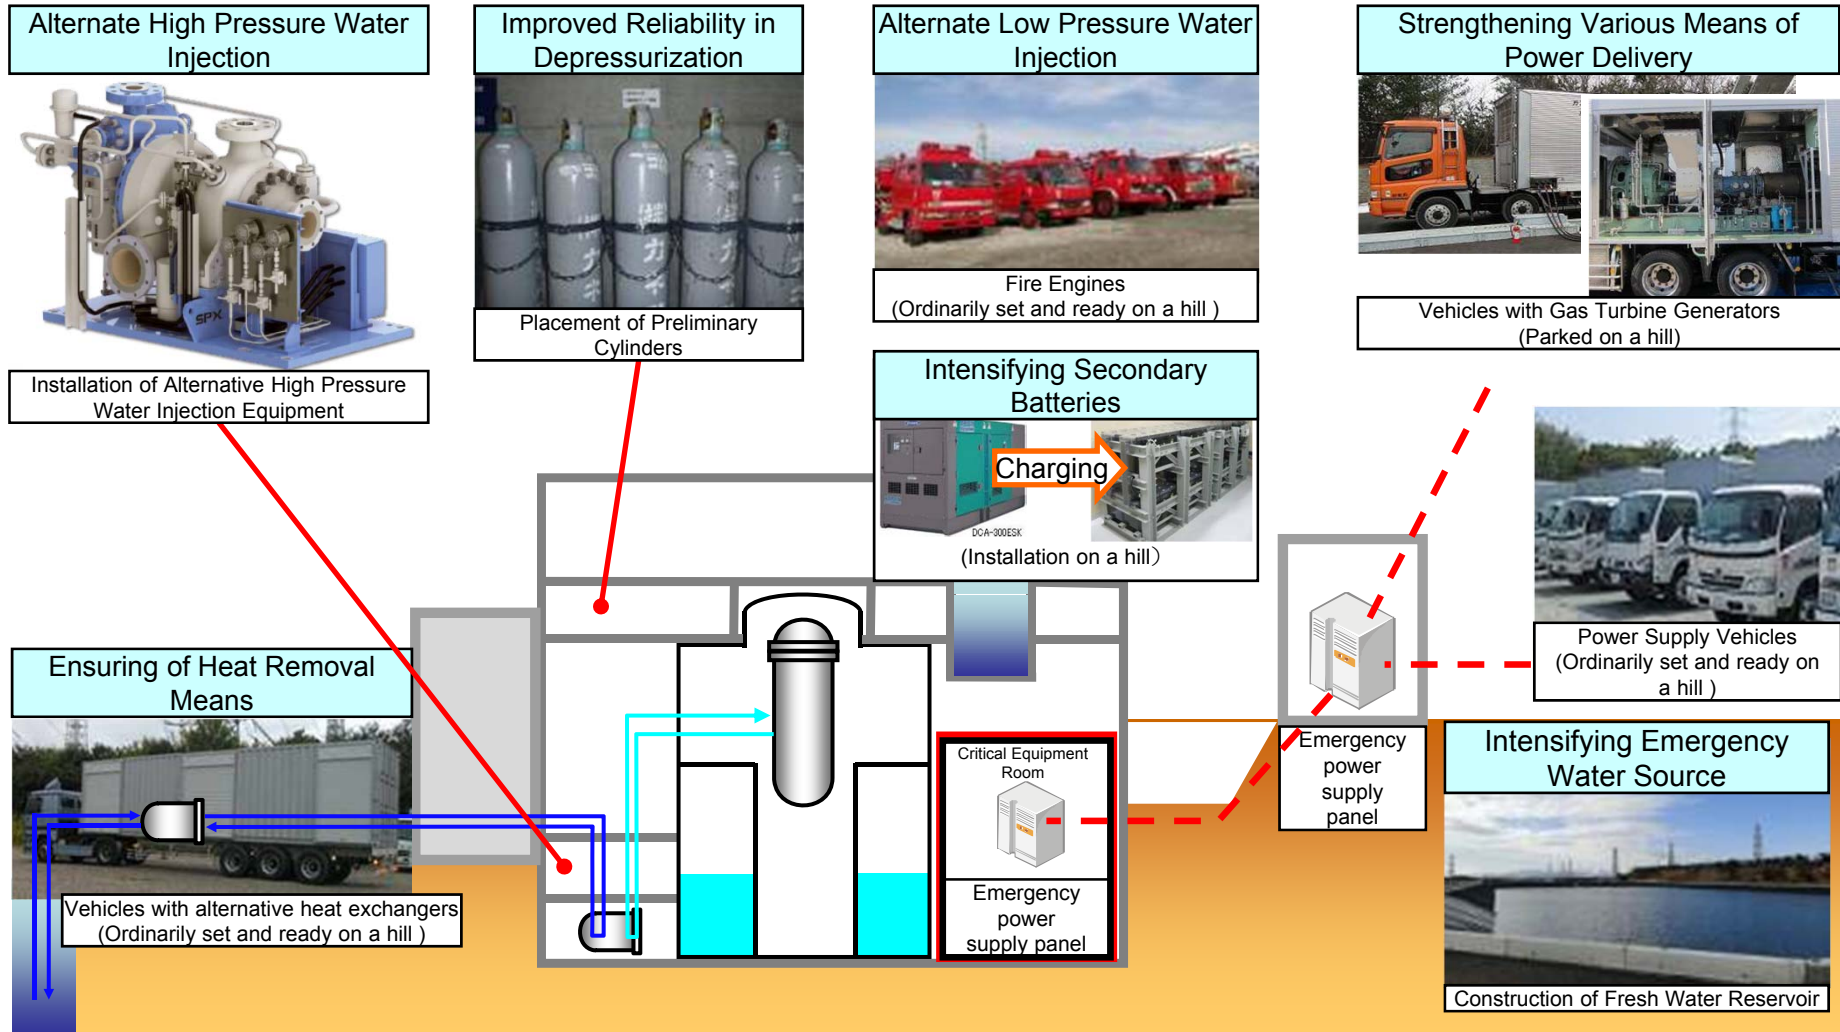 Alternate High Pressure Water
Injection
SPX
Installation of Alternative High Pressure
Water Injection Equipment
Improved Reliability in
Depressurization
Placement of Preliminary
Cylinders
Alternate Low Pressure Water
Injection
Fire Engines
(Ordinarily set and ready on a hill )
Strengthening Various Means of
Power Delivery
Vehicles with Gas Turbine Generators
(Parked on a hill)
Intensifying Secondary
Batteries
Charging
DCA-300ESK
(Installation on a hill）
Power Supply Vehicles
(Ordinarily set and ready on
a hill )
Ensuring of Heat Removal
Means
Vehicles with alternative heat exchangers
(Ordinarily set and ready on a hill )
Critical Equipment
Room
Emergency
power
supply panel
Emergency
power
supply
panel
Intensifying Emergency
Water Source
Construction of Fresh Water Reservoir